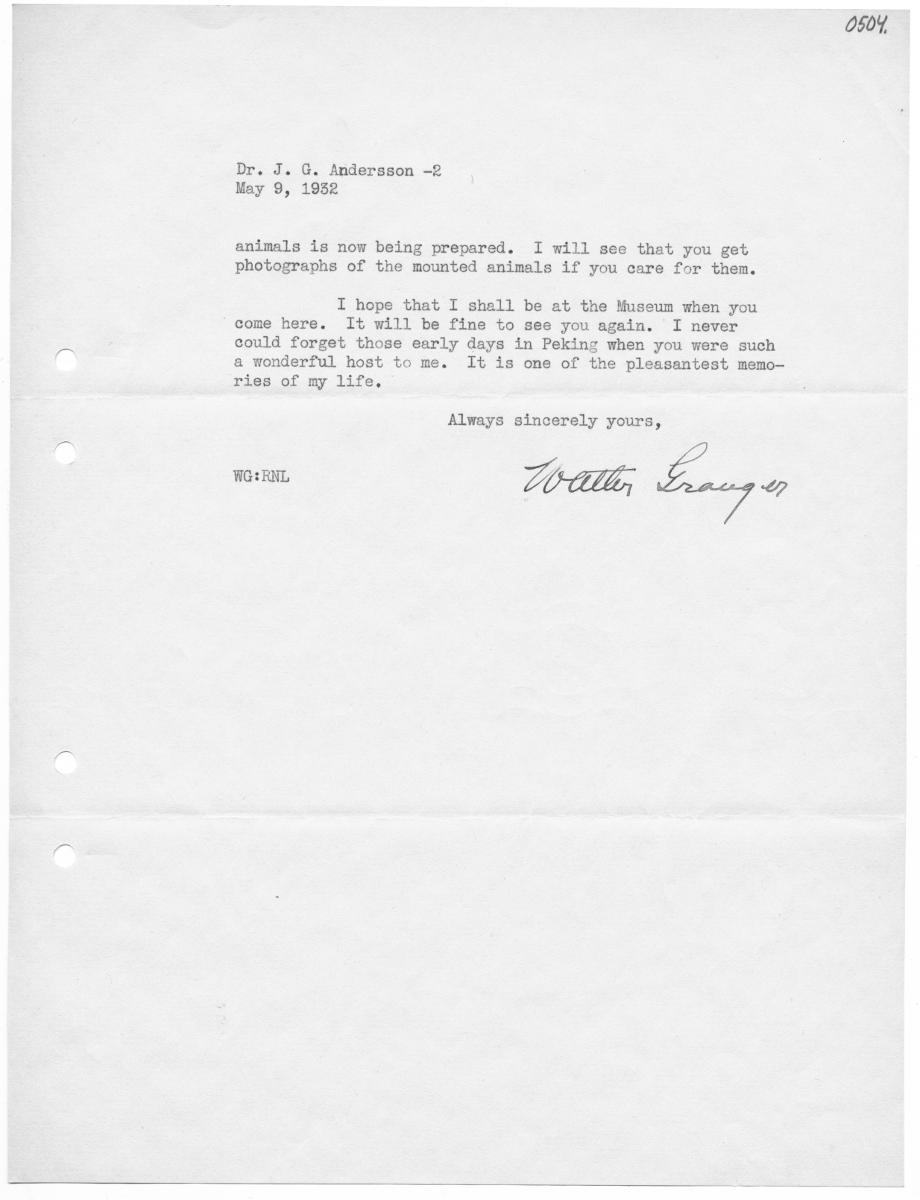 0504.
Dr. J. G. Andersson -2
May 9, 1932
animals is now being prepared. I will see that you get
photographs of the mounted animals if you care for them.
I hope that I shall be at the Museum when you
come here. It will be fine to see you again. I never
could forget those early days in Peking when you were such
a wonderful host to me. It is one of the pleasantest memo-
ries of my life.
Always sincerely yours,
WG:RNL
Walter Granger